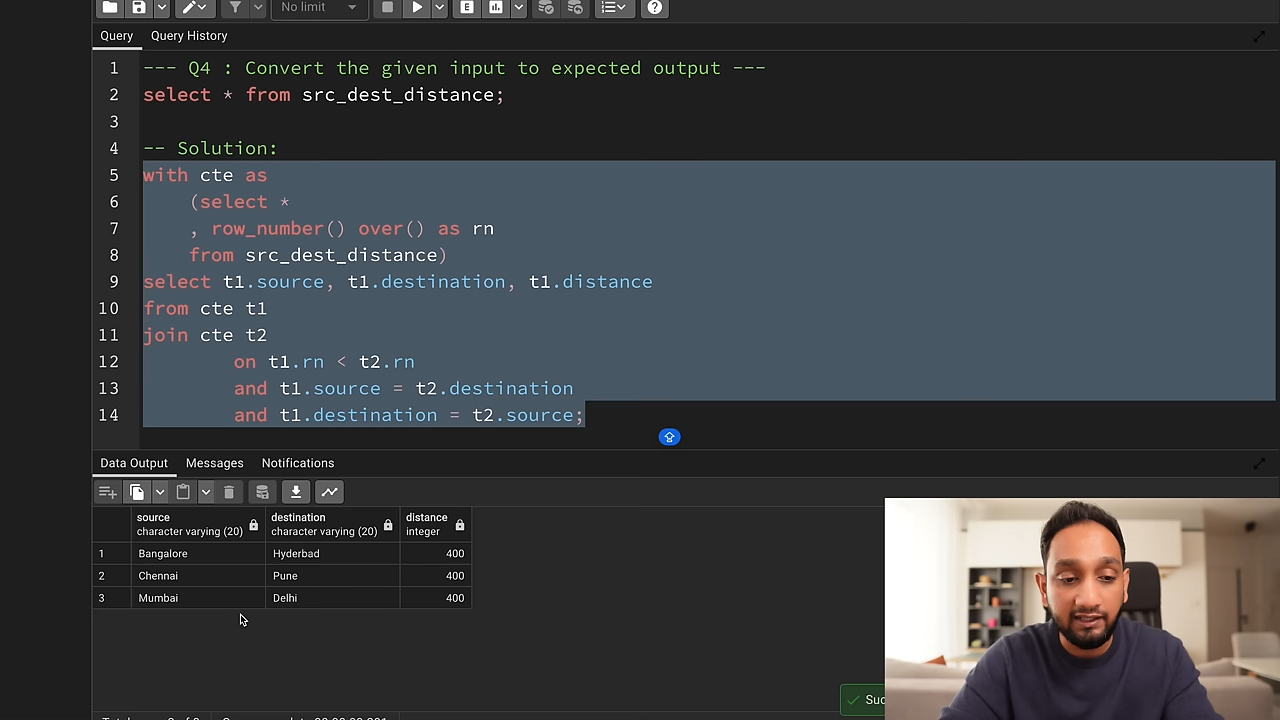 No limit
Query Query History
1 --- Q4 : Convert the given input to expected output ---
2 select * from src_dest_distance;
3
4 -- Solution:
5 with cte as
6 (select *
7 , row_number() over() as rn
8 from src_dest_distance)
9 select t1.source, t1.destination, t1.distance
10 from cte t1
11 join cte t2
12 on t1.rn < t2.rn
13 and t1.source = t2.destination
14 and t1.destination = t2.source;
Data Output Messages Notifications
source destination distance
character varying (20) character varying (20) integer
1 Bangalore Hyderbad 400
2 Chennai Pune 400
3 Mumbai Delhi 400
Suc